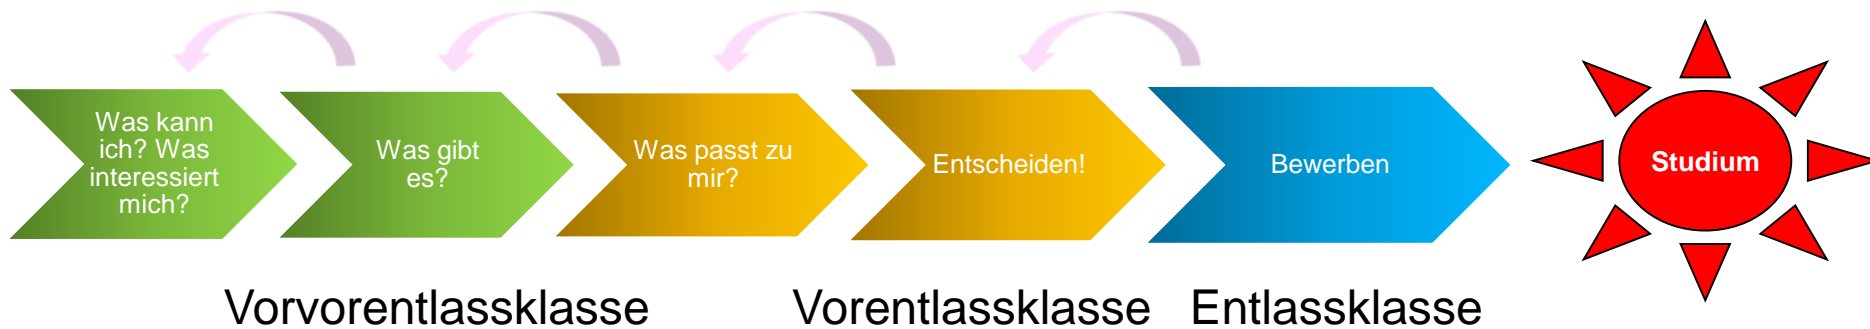 Was kann
ich? Was
interessiert
mich?
Was gibt
es?
Was passt zu
mir?
Entscheiden!
Bewerben
Studium
Vorvorentlassklasse
Vorentlassklasse
Entlassklasse